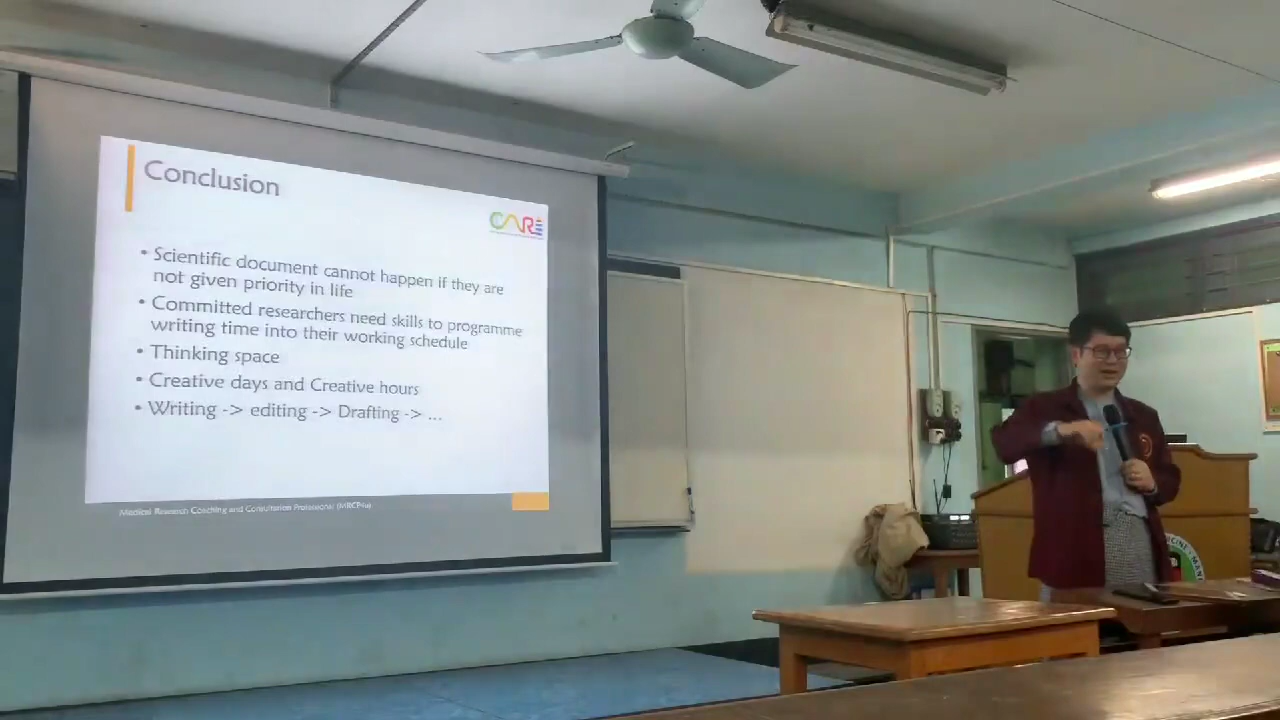 Conclusion
CARE
• Scientific document cannot happen if they are
not given priority in life
• Committed researchers need skills to programme
writing time into their working schedule
• Thinking space
• Creative days and Creative hours
• Writing -> editing -> Drafting -> ...
Medical Research Coaching and Consultation Professional